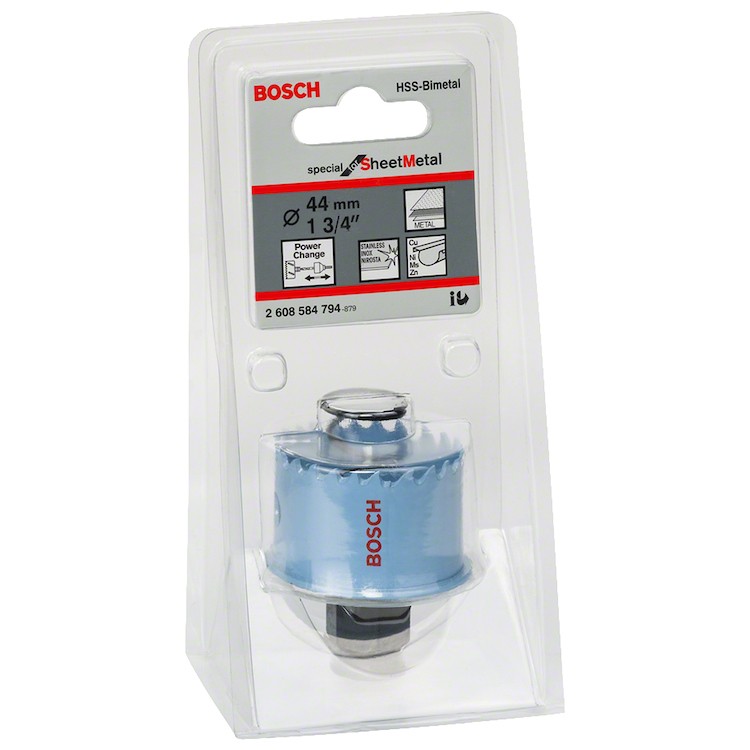 BOSCH
HSS-Bimetal
special for SheetMetal
Ø 44 mm
1 3/4"
METAL
Power
Change
STAINLESS
INOX
NIROSTA
Cu
Ni
Ms
Zn
2 608 584 794-879
BOSCH